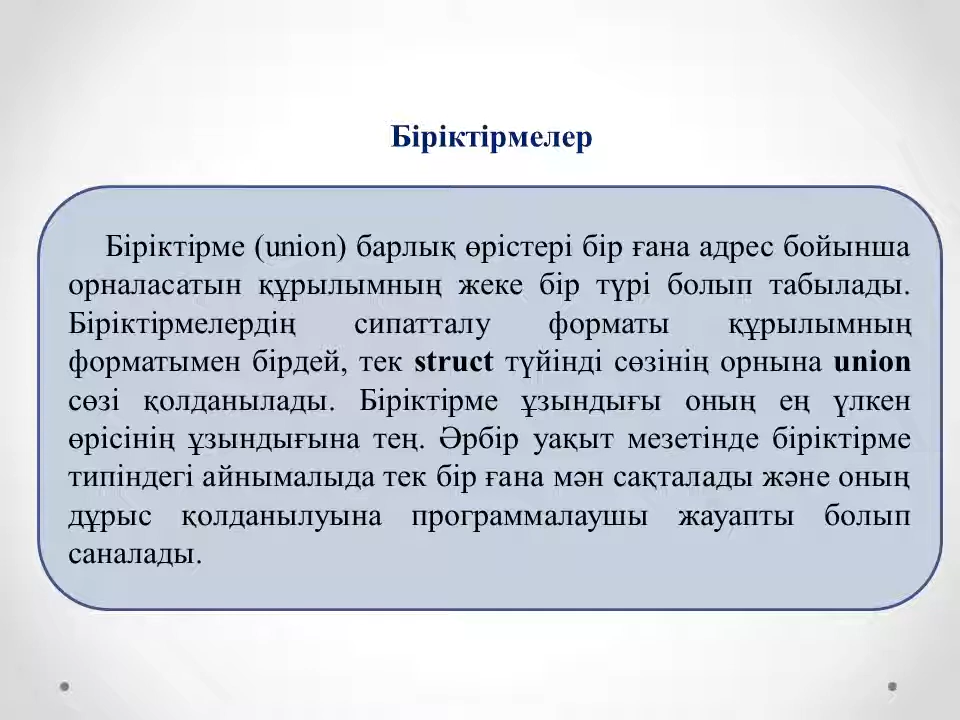 Біріктірмелер
Біріктірме (union) барлық өрістері бір ғана адрес бойынша
орналасатын құрылымның жеке бір түрі болып табылады.
Біріктірмелердің сипатталу форматы құрылымның
форматымен бірдей, тек struct түйінді сөзінің орнына union
сөзі қолданылады. Біріктірме ұзындығы оның ең үлкен
өрісінің ұзындығына тең. Әрбір уақыт мезетінде біріктірме
типіндегі айнымалыда тек бір ғана мән сақталады және оның
дұрыс қолданылуына программалаушы жауапты болып
саналады.